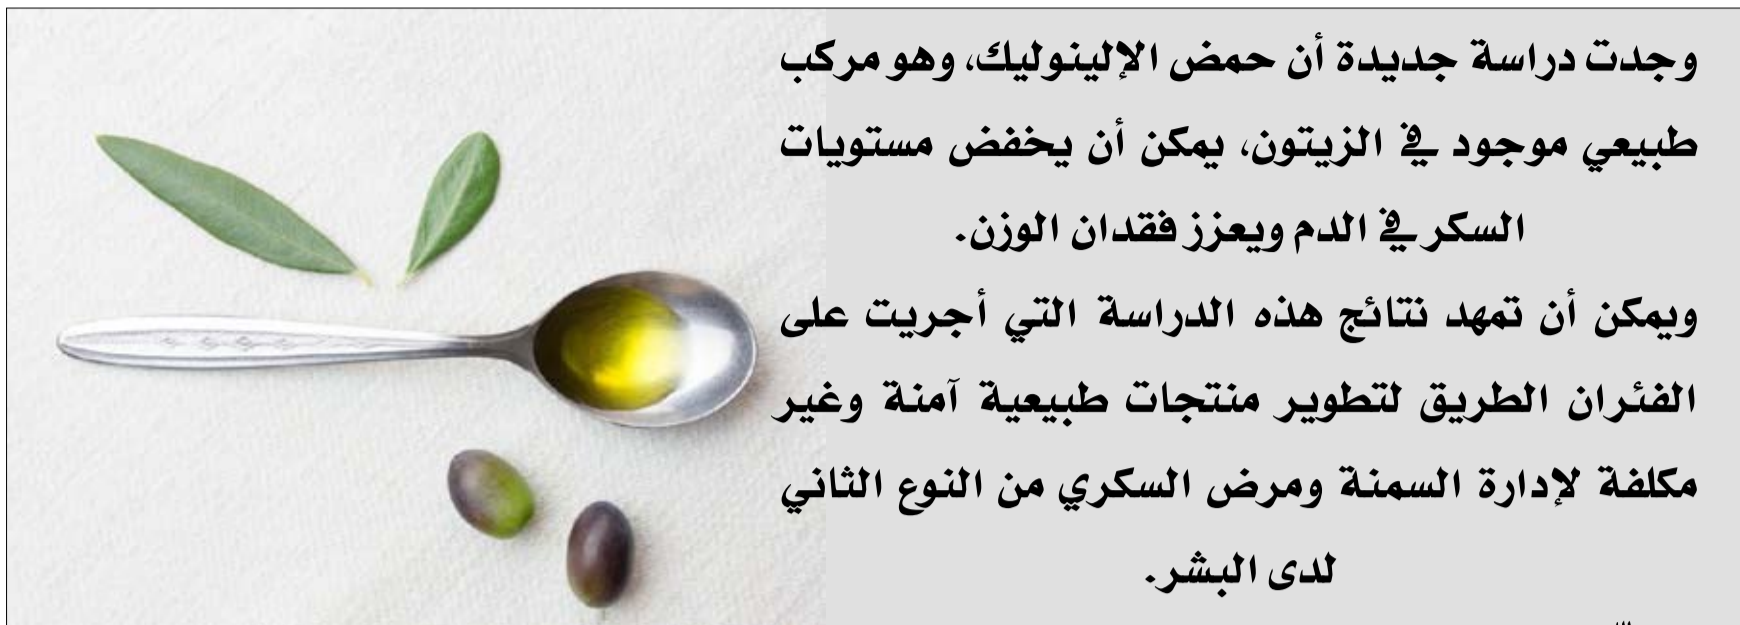 وجدت دراسة جديدة أن حمض الإلينوليك، وهو مركب
طبيعي موجود في الزيتون، يمكن أن يخفض مستويات
السكر في الدم ويعزز فقدان الوزن.
ويمكن أن تمهد نتائج هذه الدراسة التي أجريت على
الفئران الطريق لتطوير منتجات طبيعية آمنة وغير
مكلفة لإدارة السمنة ومرض السكري من النوع الثاني
لدى البشر.